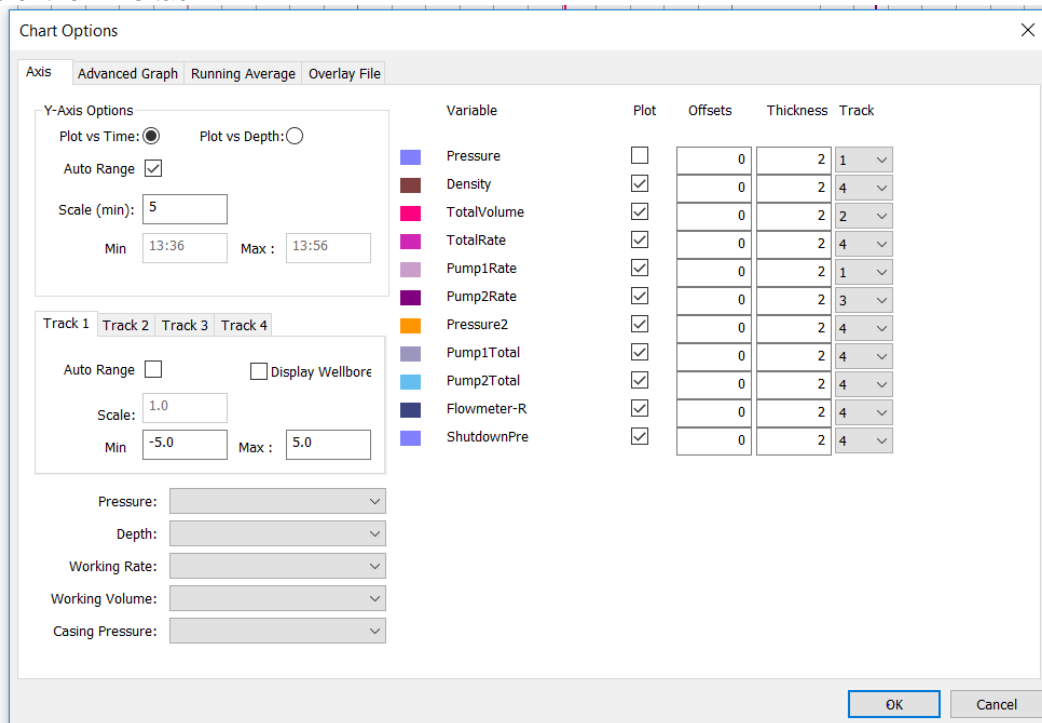 Chart Options
Axis Advanced Graph Running Average Overlay File
Y-Axis Options
Plot vs Time: Plot vs Depth:
Auto Range
Scale (min): 5
Min 13:36 Max : 13:56
Track 1 Track 2 Track 3 Track 4
Auto Range Display Wellbore
Scale: 1.0
Min -5.0 Max : 5.0
Pressure:
Depth:
Working Rate:
Working Volume:
Casing Pressure:
Variable Plot Offsets Thickness Track
Pressure 0 2 1
Density 0 2 4
TotalVolume 0 2 2
TotalRate 0 2 4
Pump1Rate 0 2 1
Pump2Rate 0 2 3
Pressure2 0 2 4
Pump1Total 0 2 4
Pump2Total 0 2 4
Flowmeter-R 0 2 4
ShutdownPre 0 2 4
OK Cancel